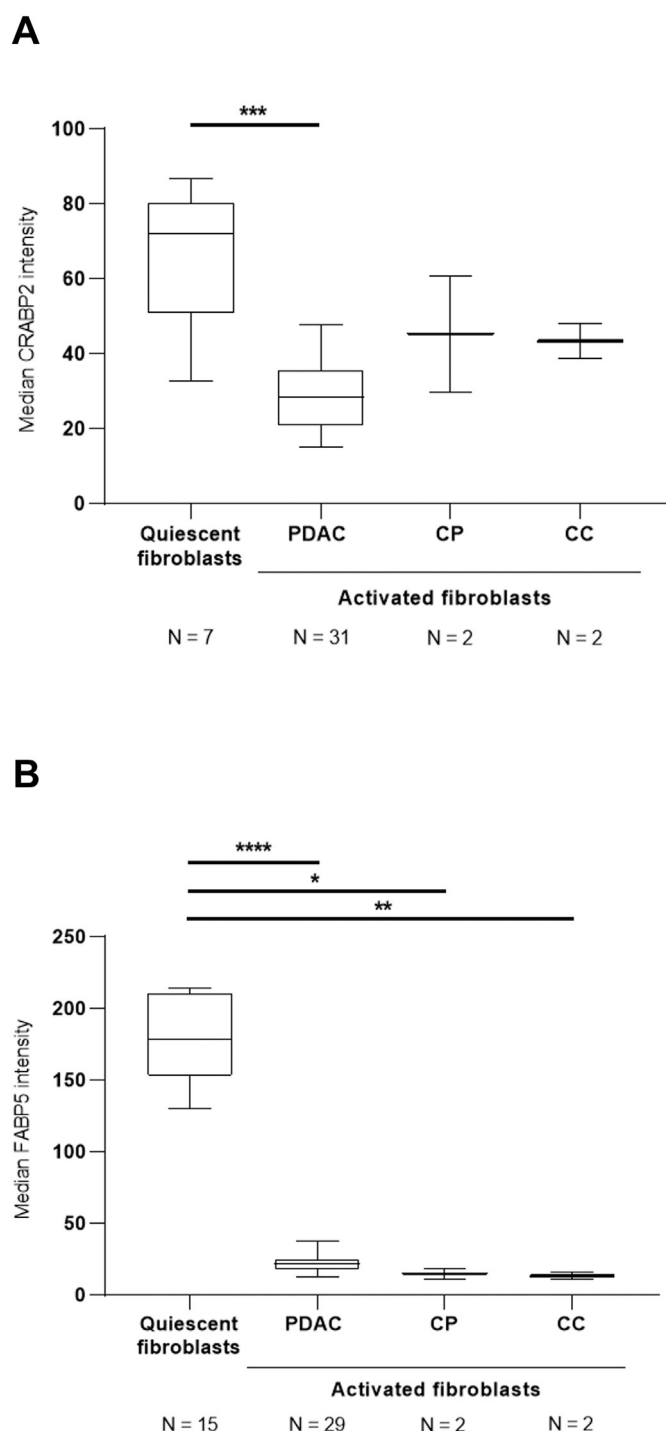 A
***
100
80
60
40
20
0
Median CRABP2 intensity
Quiescent fibroblasts PDAC CP CC
Activated fibroblasts
N = 7 N = 31 N = 2 N = 2
B
****
*
**
250
200
150
100
50
0
Median FABP5 intensity
Quiescent fibroblasts PDAC CP CC
Activated fibroblasts
N = 15 N = 29 N = 2 N = 2